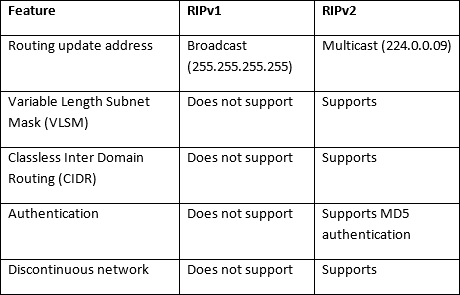 Feature RIPv1 RIPv2
Routing update address Broadcast Multicast (224.0.0.09)
(255.255.255.255)
Variable Length Subnet Does not support Supports
Mask (VLSM)
Classless Inter Domain Does not support Supports
Routing (CIDR)
Authentication Does not support Supports MD5
authentication
Discontinuous network Does not support Supports